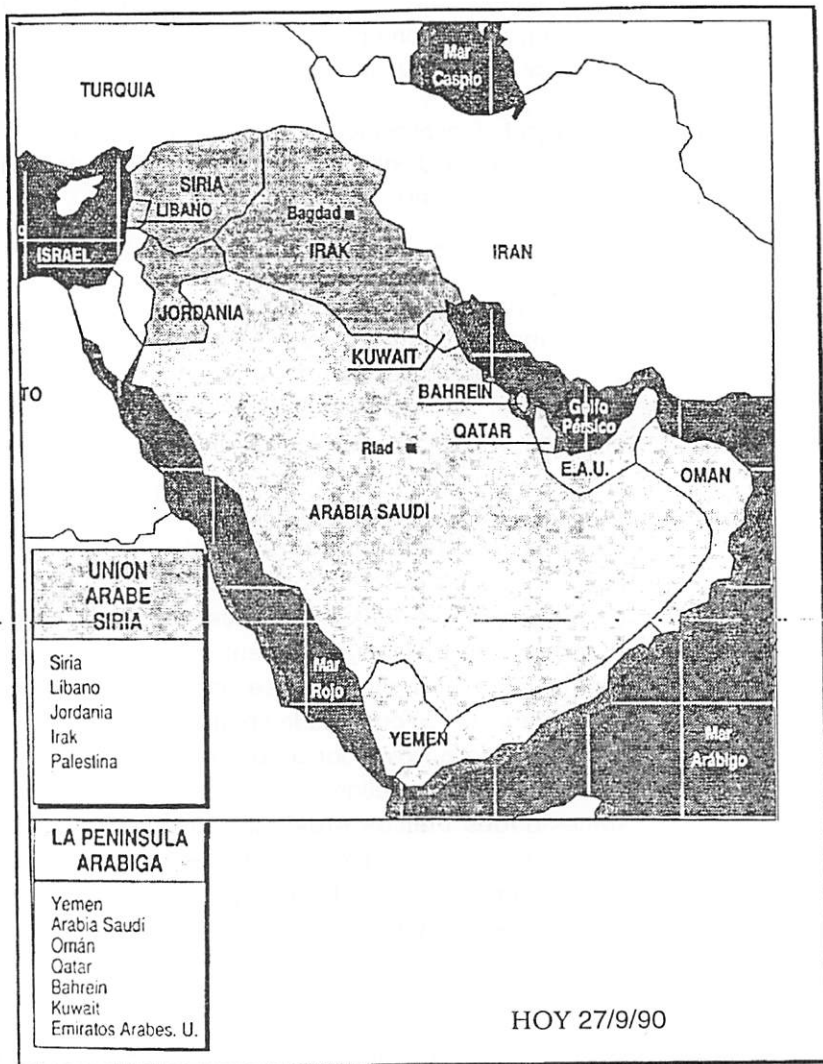 Mar
Caspio
TURQUIA
SIRIA
LIBANO
Bagdad
IRAK
IRAN
ISRAEL
JORDANIA
KUWAIT
TO
BAHREIN
Golfo
Pérsico
QATAR
Riad
E.A.U.
OMAN
ARABIA SAUDI
UNION
ARABE
SIRIA
Siria
Líbano
Jordania
Irak
Palestina
Mar
Rojo
YEMEN
Mar
Arábigo
LA PENINSULA
ARABIGA
Yemen
Arabia Saudi
Omán
Qatar
Bahrein
Kuwait
Emiratos Arabes. U.
HOY 27/9/90